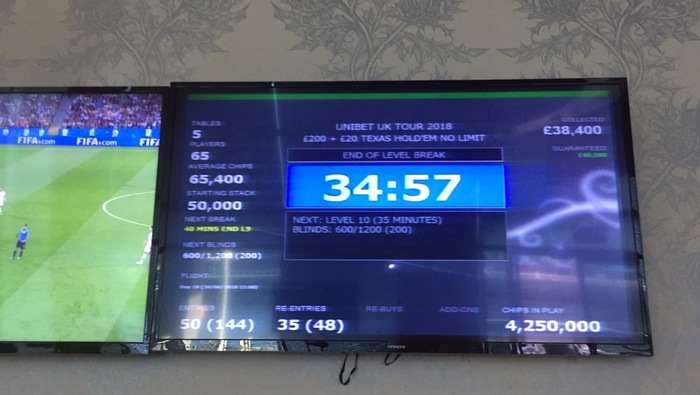 FIFA.com FIFA.com FIFA
TABLES
5
PLAYERS
65
AVERAGE CHIPS
65,400
STARTING STACK
50,000
NEXT BREAK
40 MINS END L9
NEXT BLINDS
600/1,200 (200)
FLIGHT
UNIBET UK TOUR 2018
£200 + £20 TEXAS HOLD'EM NO LIMIT
END OF LEVEL BREAK
34:57
NEXT: LEVEL 10 (35 MINUTES)
BLINDS: 600/1200 (200)
COLLECTED
£38,400
GUARANTEED
£40,000
ENTRIES
50 (144)
RE-ENTRIES
35 (48)
RE-BUYS
ADD-ONS
CHIPS IN PLAY
4,250,000
HITACHI